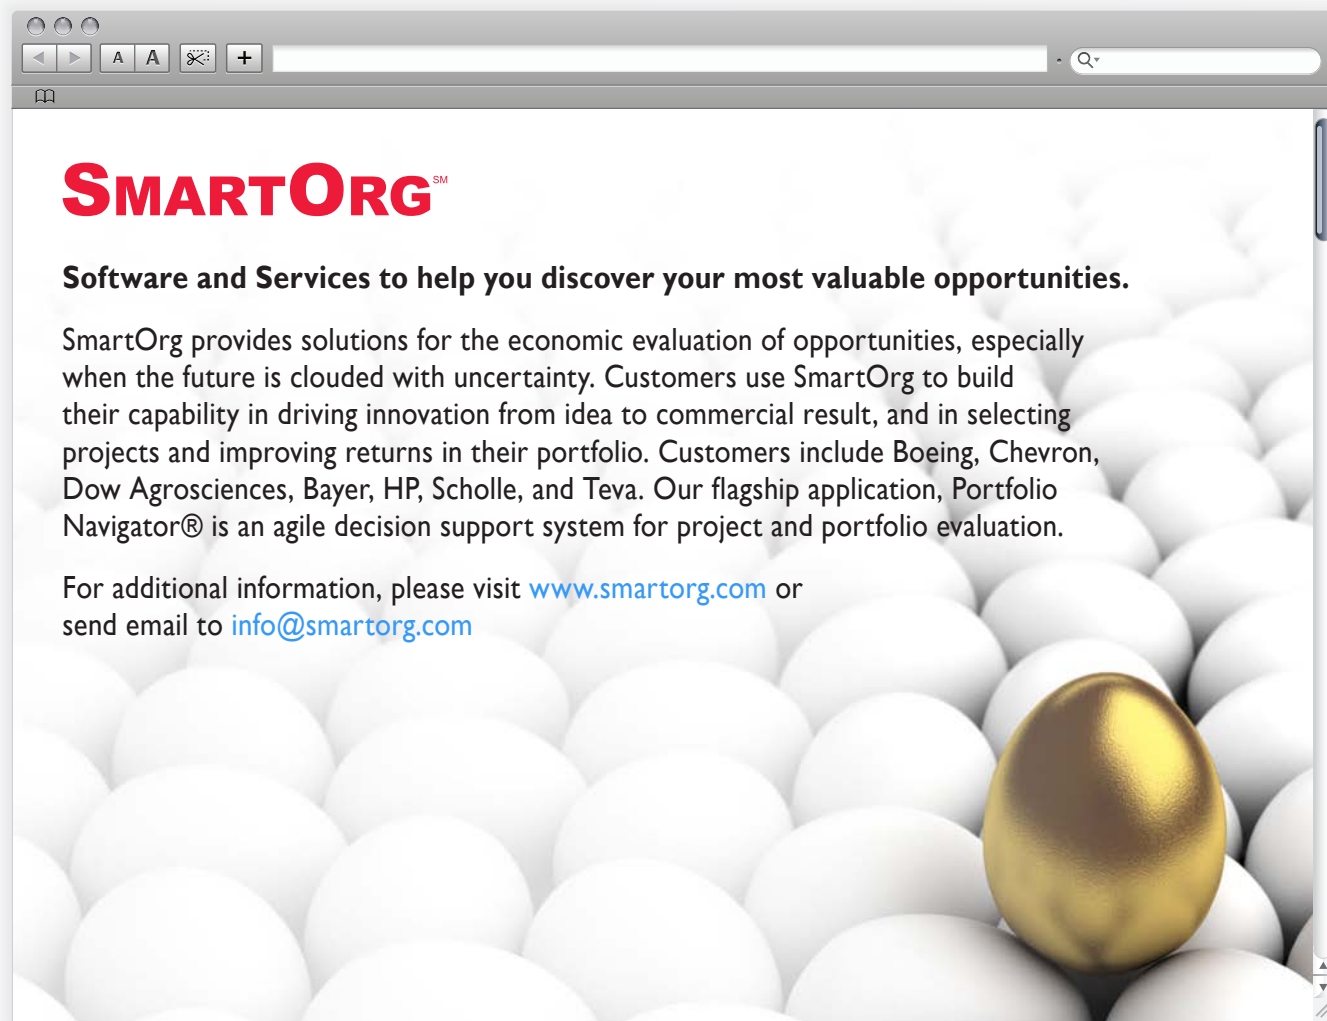 A A +
SMARTORG℠
Software and Services to help you discover your most valuable opportunities.
SmartOrg provides solutions for the economic evaluation of opportunities, especially
when the future is clouded with uncertainty. Customers use SmartOrg to build
their capability in driving innovation from idea to commercial result, and in selecting
projects and improving returns in their portfolio. Customers include Boeing, Chevron,
Dow Agrosciences, Bayer, HP, Scholle, and Teva. Our flagship application, Portfolio
Navigator® is an agile decision support system for project and portfolio evaluation.
For additional information, please visit www.smartorg.com or
send email to info@smartorg.com